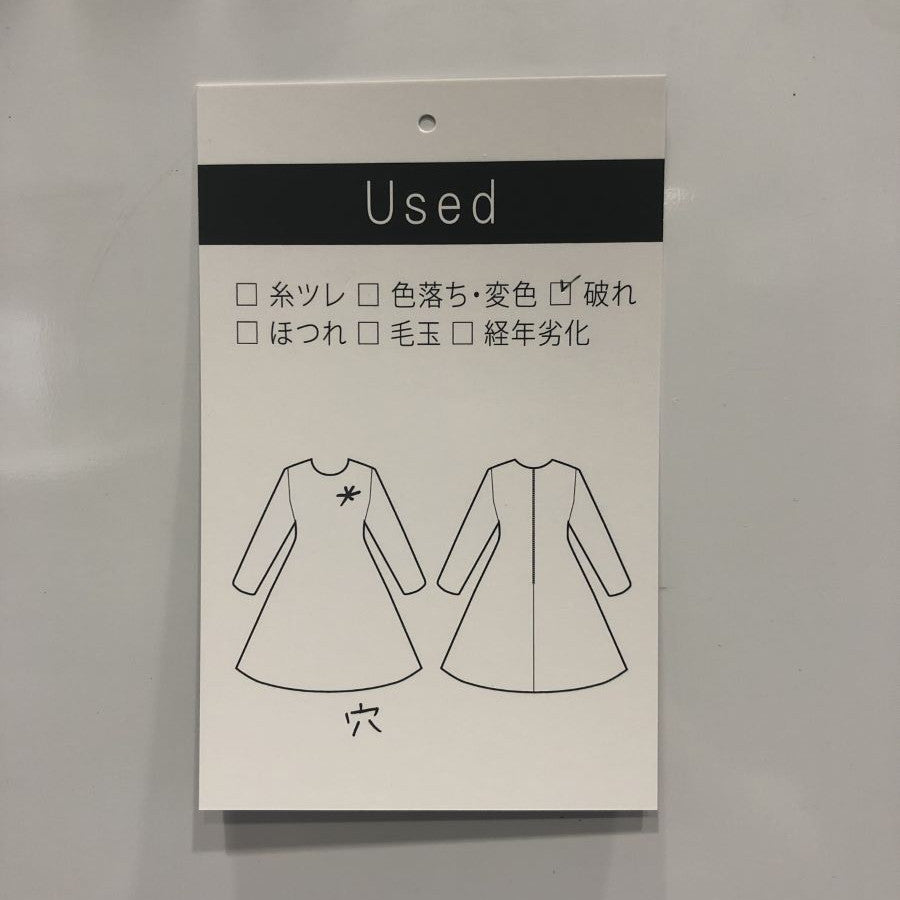 Used
□ 糸ツレ □ 色落ち・変色 ☑ 破れ
□ ほつれ □ 毛玉 □ 経年劣化
穴